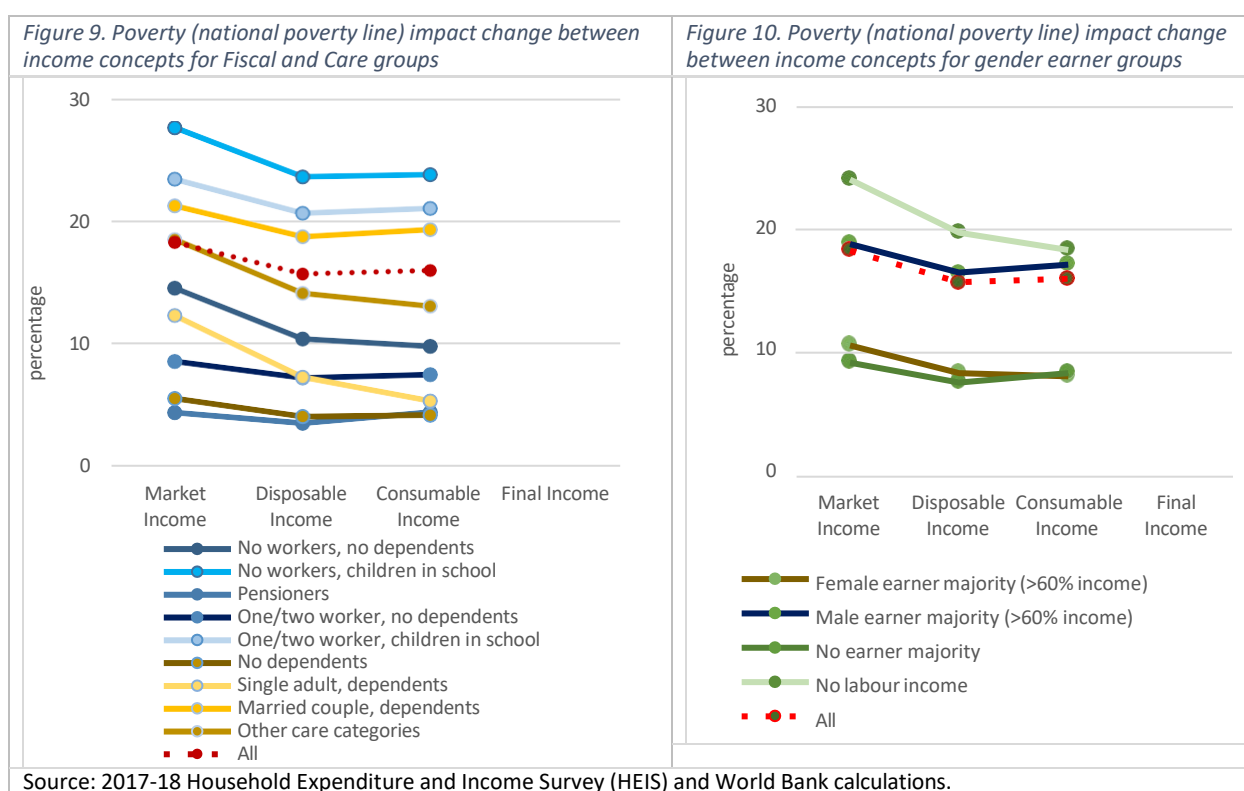 Figure 9. Poverty (national poverty line) impact change between
income concepts for Fiscal and Care groups
30
20
10
0
percentage
Market
Income
Disposable
Income
Consumable
Income
Final Income
No workers, no dependents
No workers, children in school
Pensioners
One/two worker, no dependents
One/two worker, children in school
No dependents
Single adult, dependents
Married couple, dependents
Other care categories
All
Figure 10. Poverty (national poverty line) impact change
between income concepts for gender earner groups
30
20
10
0
percentage
Market
Income
Disposable
Income
Consumable
Income
Final
Income
Female earner majority (>60% income)
Male earner majority (>60% income)
No earner majority
No labour income
All
Source: 2017-18 Household Expenditure and Income Survey (HEIS) and World Bank calculations.